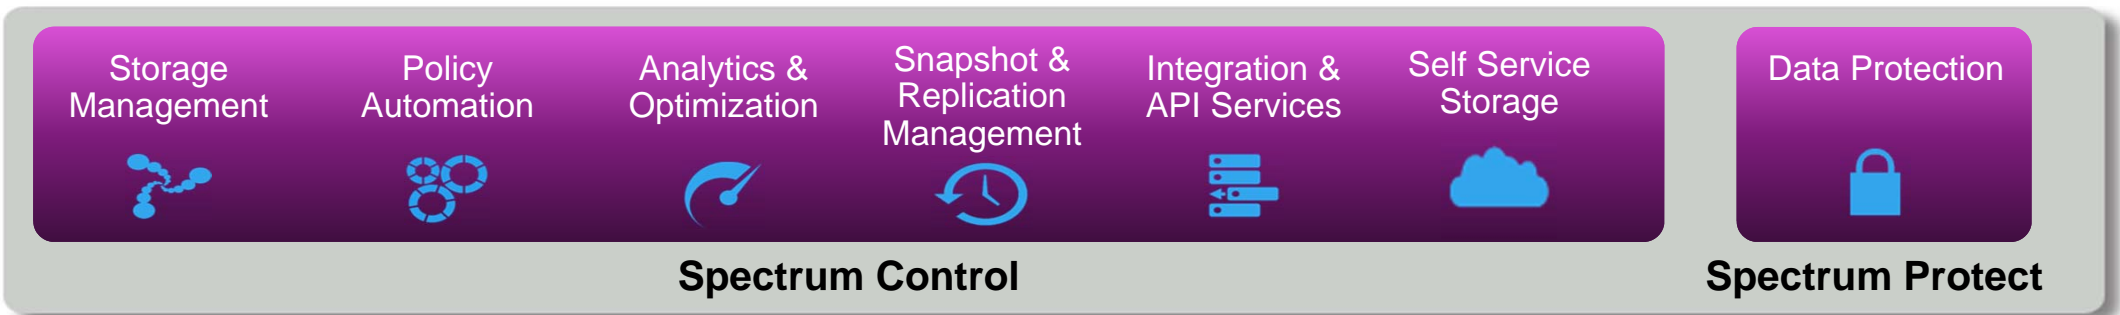 Storage
Management
Policy
Automation
Analytics &
Optimization
Snapshot &
Replication
Management
Integration &
API Services
Self Service
Storage
Data Protection
Spectrum Control
Spectrum Protect